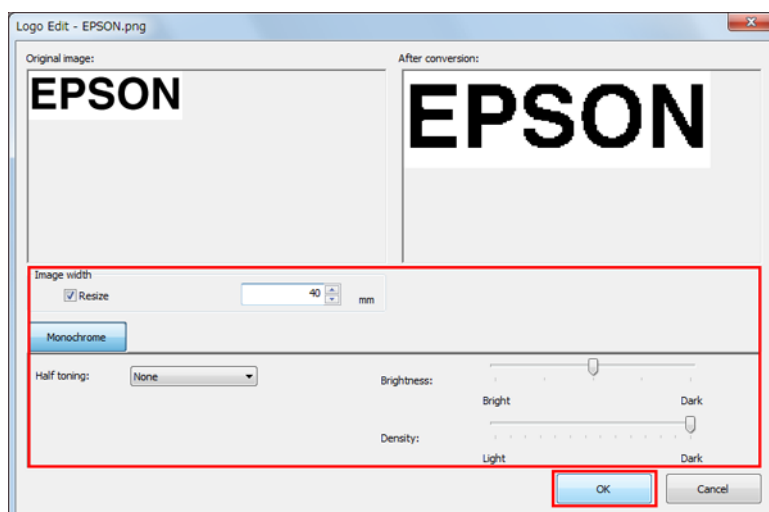 Logo Edit - EPSON.png
Original image:
After conversion:
EPSON
EPSON
Image width
Resize
40
mm
Monochrome
Half toning:
None
Brightness:
Bright
Dark
Density:
Light
Dark
OK
Cancel